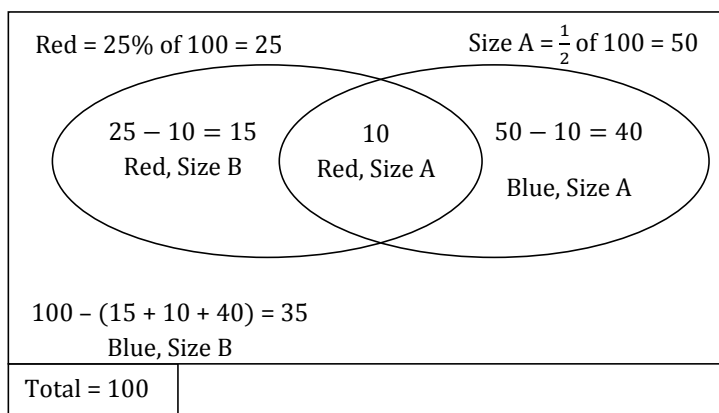 Red = 25% of 100 = 25
Size A = 1/2 of 100 = 50
25 − 10 = 15
Red, Size B
10
Red, Size A
50 − 10 = 40
Blue, Size A
100 – (15 + 10 + 40) = 35
Blue, Size B
Total = 100